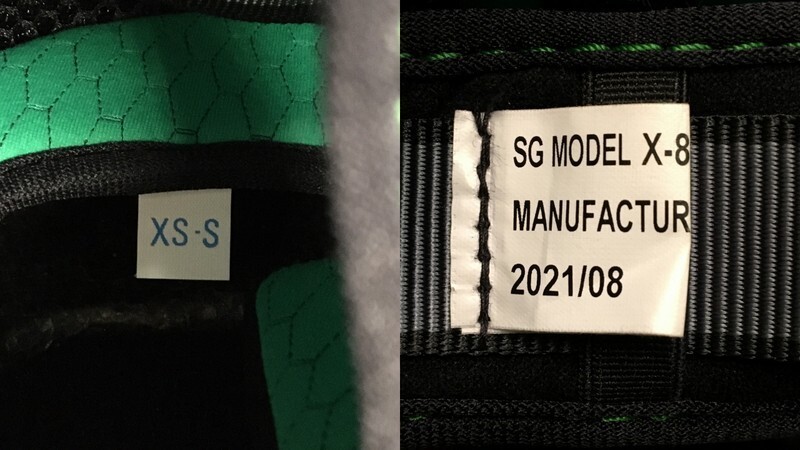 XS-S
SG MODEL X-8
MANUFACTUR
2021/08